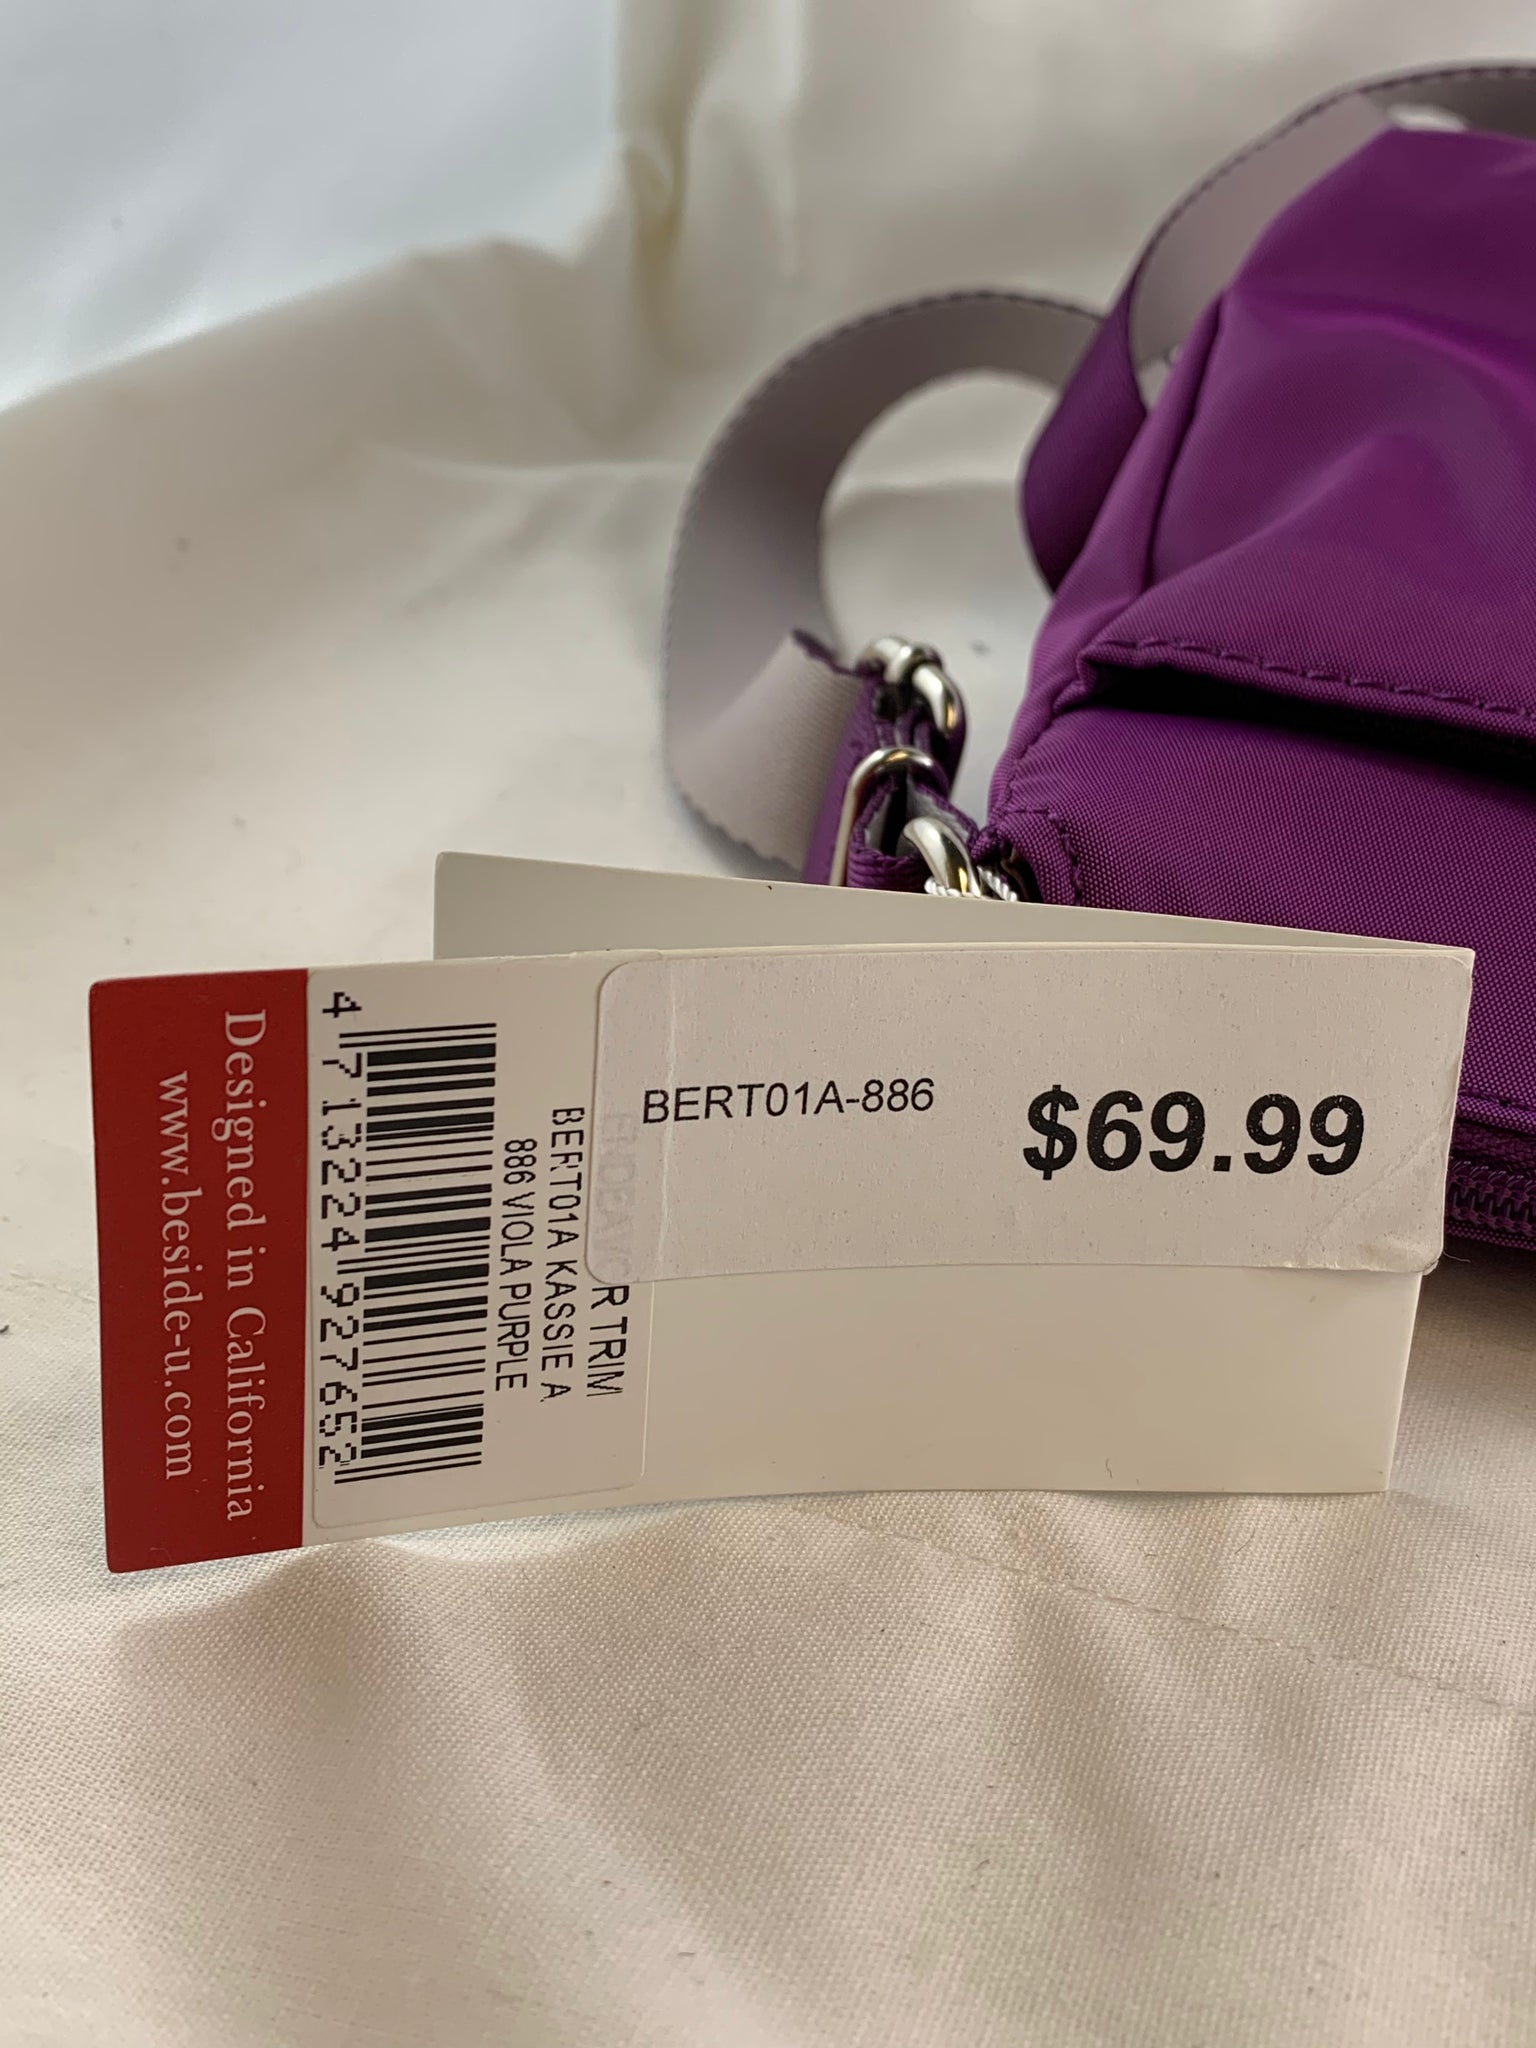 Designed in California
www.beside-u.com
R TRIM
BERT01A KASSIE A
886 VIOLA PURPLE
4 713224 927652
BERT01A-886
$69.99